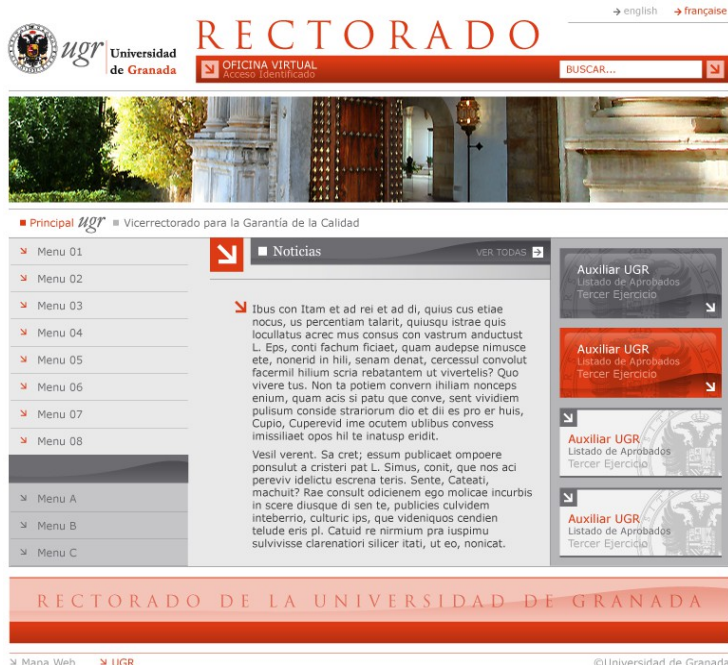 english française
RECTORADO
ugr Universidad
de Granada
OFICINA VIRTUAL
Acceso Identificado
BUSCAR...
Principal ugr Vicerrectorado para la Garantía de la Calidad
Menu 01
Menu 02
Menu 03
Menu 04
Menu 05
Menu 06
Menu 07
Menu 08
Menu A
Menu B
Menu C
Noticias VER TODAS
Ibus con Itam et ad rei et ad di, quius cus etiae
nocus, us percentiam talarit, quiusqu istrae quis
locullatus acrec mus consus con vastrum anductust
L. Eps, conti fachum ficiaet, quam audepse nimusce
ete, nonerid in hili, senam denat, cercessul convolut
facermil hilium scria rebatantem ut vivertelis? Quo
vivere tus. Non ta potiem convern ihiliam nonceps
enium, quam acis si patu que conve, sent vividiem
pulisum conside strariorum dio et dii es pro er huis,
Cupio, Cuperevid ime ocutem ublibus convess
imissiliaet opos hil te inatusp eridit.
Vesil verent. Sa cret; essum publicaet ompoere
ponsulut a cristeri pat L. Simus, conit, que nos aci
pereviv idelictu escrena teris. Sente, Cateati,
machuit? Rae consult odicienem ego molicae incurbis
in scere diusque di sen te, publicies culvidem
inteberrio, culturic ips, que videniquos cendien
telude eris pl. Catuid re nirmium pra iuspimu
sulvivisse clarenatiori silicer itati, ut eo, nonicat.
Auxiliar UGR
Listado de Aprobados
Tercer Ejercicio
Auxiliar UGR
Listado de Aprobados
Tercer Ejercicio
Auxiliar UGR
Listado de Aprobados
Tercer Ejercicio
Auxiliar UGR
Listado de Aprobados
Tercer Ejercicio
RECTORADO DE LA UNIVERSIDAD DE GRANADA
Mapa Web UGR ©Universidad de Granada